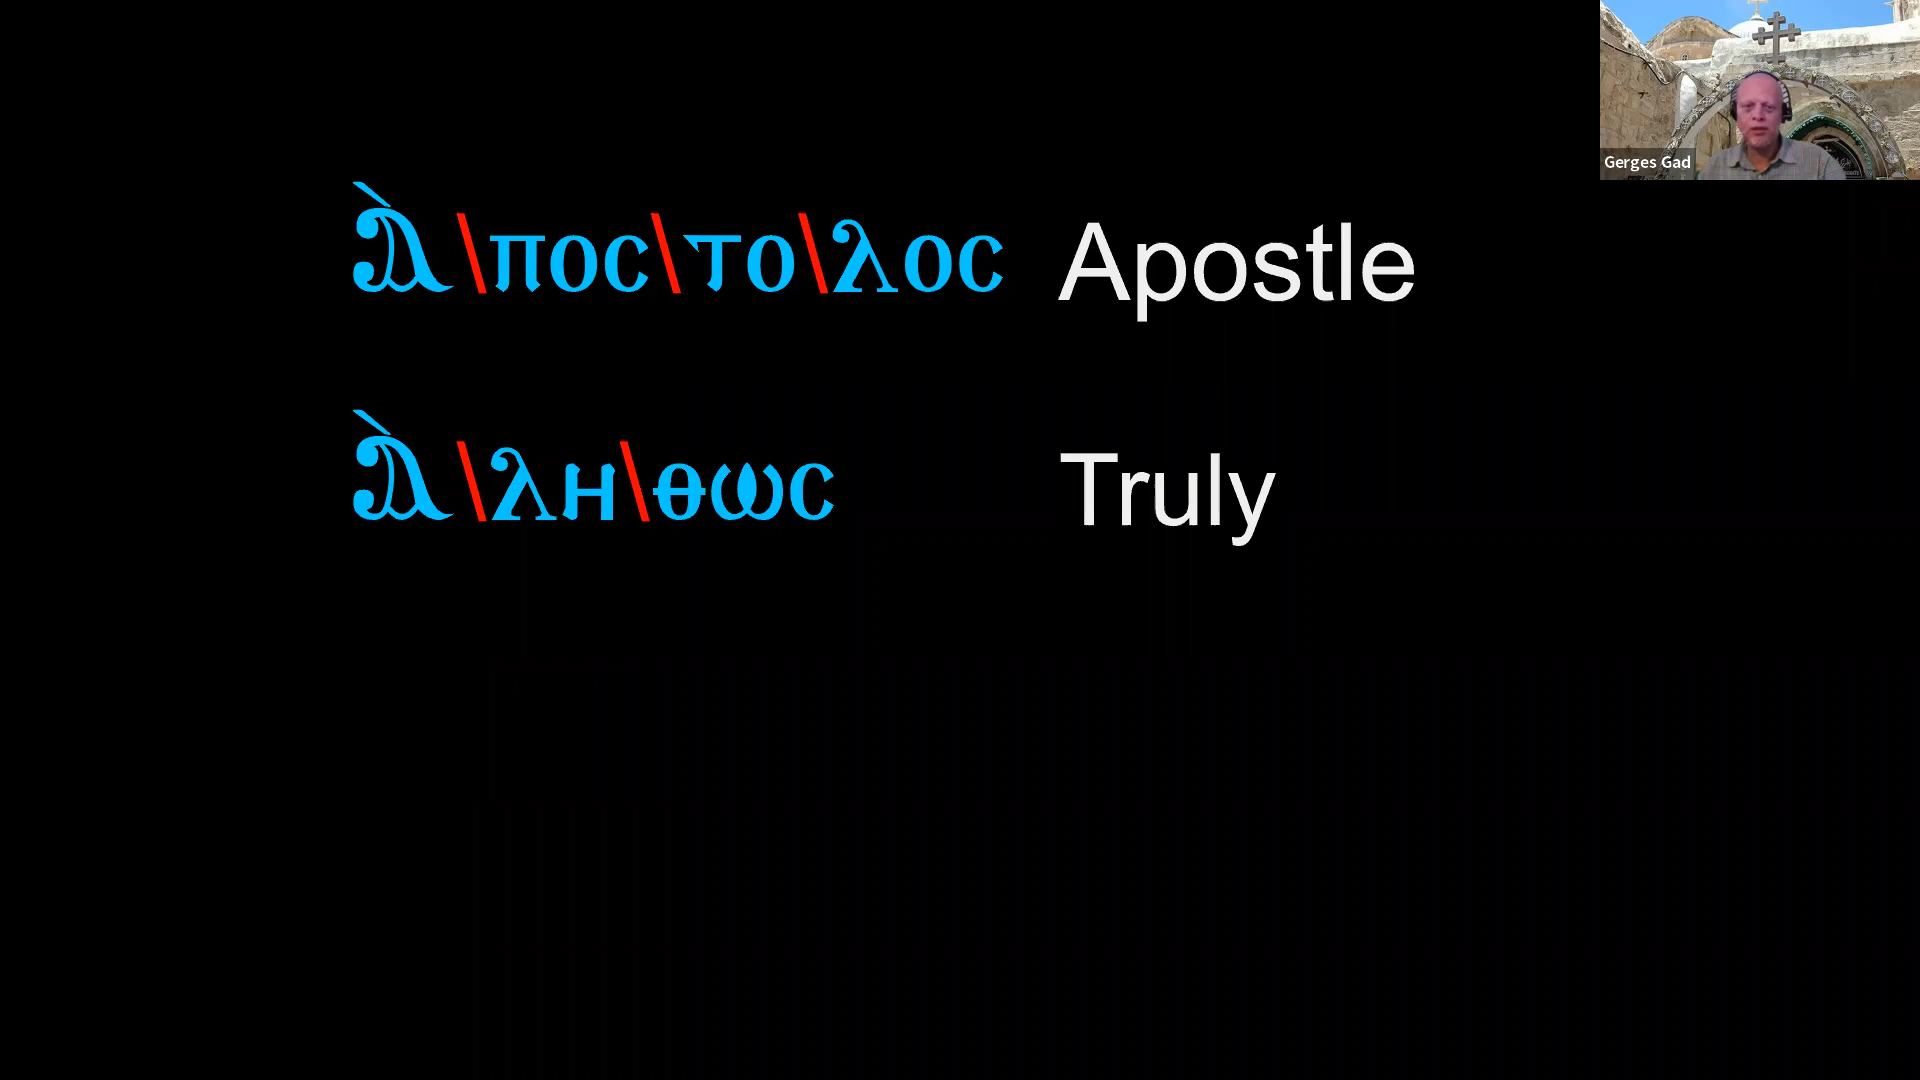 Gerges Gad
Ⲁ̀\ⲡⲟⲥ\ⲧⲟ\ⲗⲟⲥ Apostle
Ⲁ̀\ⲗⲏ\ⲑⲱⲥ Truly